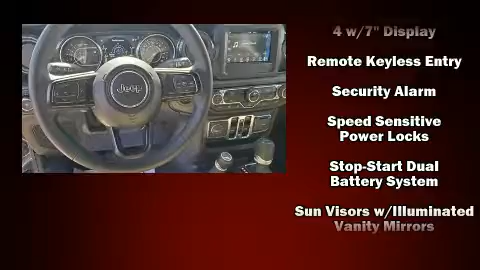 4 w/7" Display
Remote Keyless Entry
Security Alarm
Speed Sensitive
Power Locks
Stop-Start Dual
Battery System
Sun Visors w/Illuminated
Vanity Mirrors
Jeep